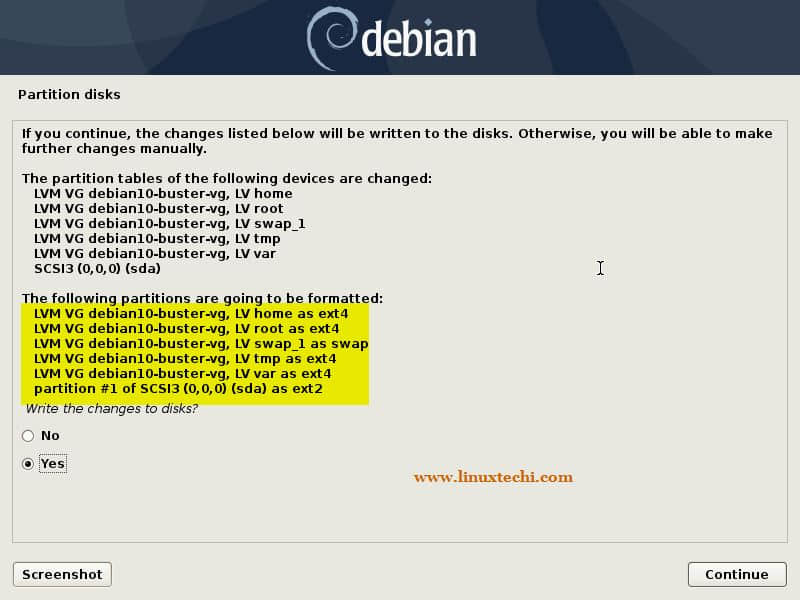 debian
Partition disks
If you continue, the changes listed below will be written to the disks. Otherwise, you will be able to make
further changes manually.
The partition tables of the following devices are changed:
LVM VG debian10-buster-vg, LV home
LVM VG debian10-buster-vg, LV root
LVM VG debian10-buster-vg, LV swap_1
LVM VG debian10-buster-vg, LV tmp
LVM VG debian10-buster-vg, LV var
SCSI3 (0,0,0) (sda)
The following partitions are going to be formatted:
LVM VG debian10-buster-vg, LV home as ext4
LVM VG debian10-buster-vg, LV root as ext4
LVM VG debian10-buster-vg, LV swap_1 as swap
LVM VG debian10-buster-vg, LV tmp as ext4
LVM VG debian10-buster-vg, LV var as ext4
partition #1 of SCSI3 (0,0,0) (sda) as ext2
Write the changes to disks?
No
Yes
www.linuxtechi.com
Screenshot
Continue